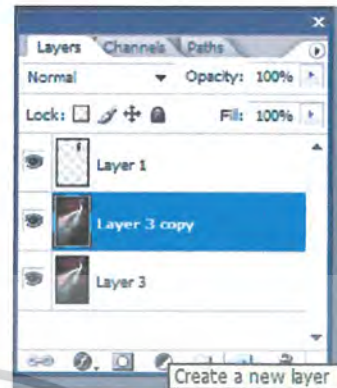 Layers Channels Paths
Normal Opacity: 100%
Lock: Fill: 100%
Layer 1
Layer 3 copy
Layer 3
Create a new layer